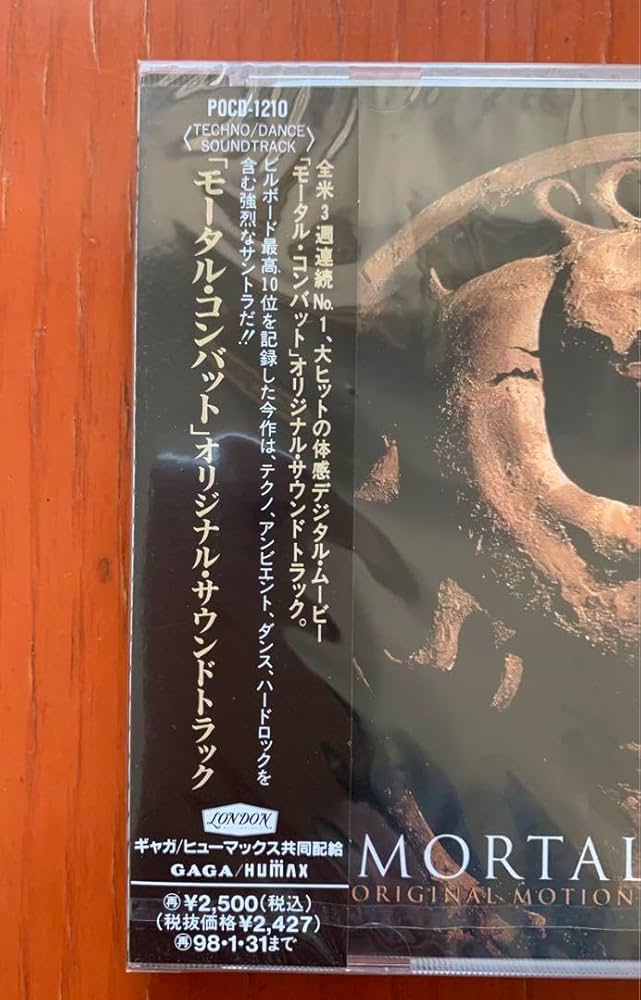 POCD-1210
〈TECHNO/DANCE
SOUNDTRACK〉
全米3週連続No.1、大ヒットの体感デジタル・ムービー
「モータル・コンバット」オリジナル・サウンドトラック。
ビルボード最高10位を記録した今作は、テクノ、アンビエント、ダンス、ハードロックを
含む強烈なサントラだ!!
「モータル・コンバット」オリジナル・サウンドトラック
LONDON
ギャガ/ヒューマックス共同配給
GAGA/HUMAX
再¥2,500(税込)
(税抜価格¥2,427)
再98・1・31まで
MORTAL
ORIGINAL MOTION